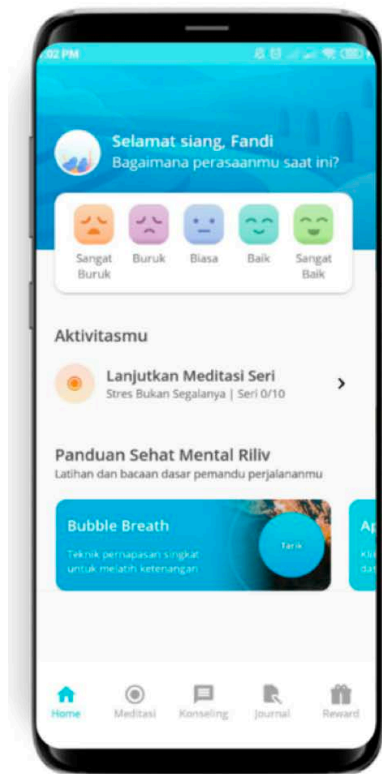 :02 PM
Selamat siang, Fandi
Bagaimana perasaanmu saat ini?
Sangat Buruk
Buruk
Biasa
Baik
Sangat Baik
Aktivitasmu
Lanjutkan Meditasi Seri
Stres Bukan Segalanya | Seri 0/10
Panduan Sehat Mental Riliv
Latihan dan bacaan dasar pemandu perjalananmu
Bubble Breath
Teknik pernapasan singkat
untuk melatih ketenangan
Tarik
Home
Meditasi
Konseling
Journal
Reward